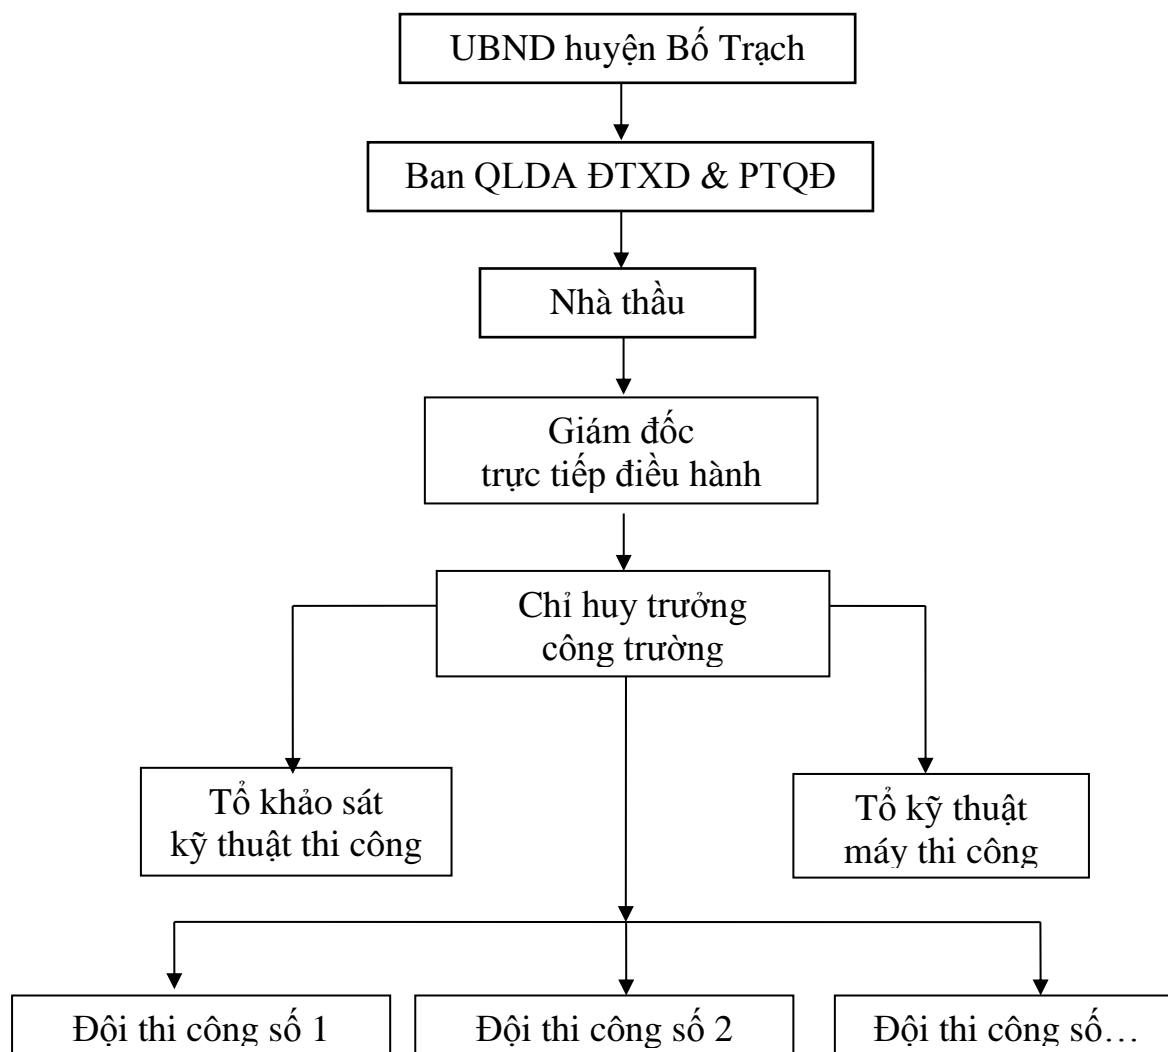 UBND huyện Bố Trạch
Ban QLDA ĐTXD & PTQĐ
Nhà thầu
Giám đốc
trực tiếp điều hành
Chỉ huy trưởng
công trường
Tổ khảo sát
kỹ thuật thi công
Tổ kỹ thuật
máy thi công
Đội thi công số 1
Đội thi công số 2
Đội thi công số…